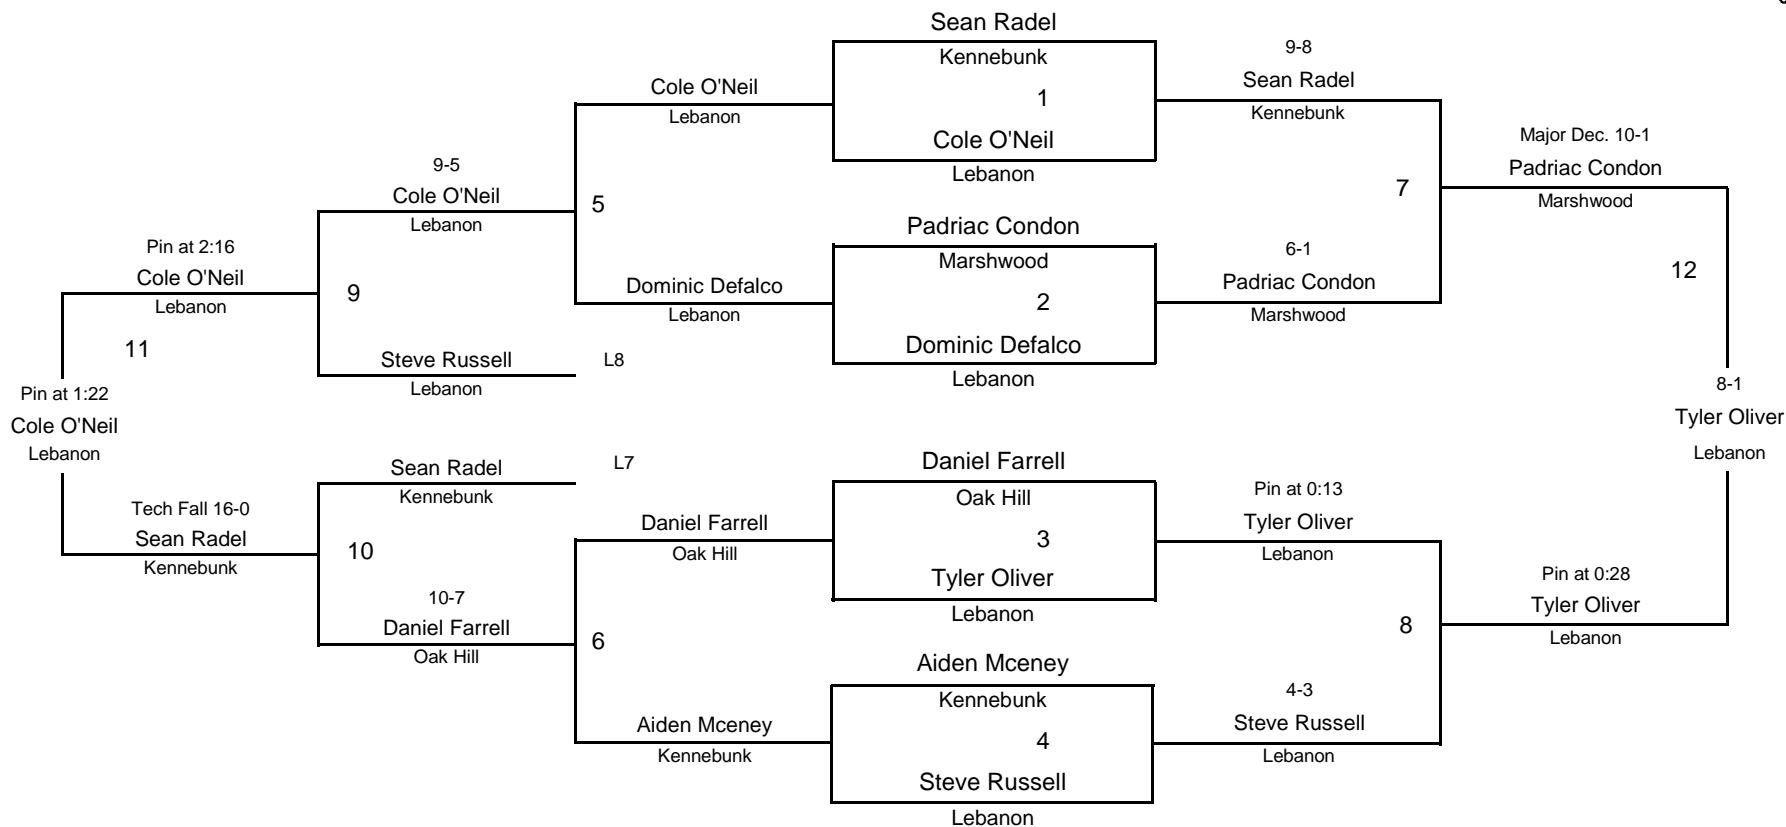 Sean Radel
Kennebunk
1
Cole O'Neil
Lebanon
Padriac Condon
Marshwood
2
Dominic Defalco
Lebanon
Daniel Farrell
Oak Hill
3
Tyler Oliver
Lebanon
Aiden Mceney
Kennebunk
4
Steve Russell
Lebanon
9-8
Sean Radel
Kennebunk
6-1
Padriac Condon
Marshwood
7
Pin at 0:13
Tyler Oliver
Lebanon
4-3
Steve Russell
Lebanon
8
Major Dec. 10-1
Padriac Condon
Marshwood
12
Pin at 0:28
Tyler Oliver
Lebanon
8-1
Tyler Oliver
Lebanon
Cole O'Neil
Lebanon
5
Dominic Defalco
Lebanon
Daniel Farrell
Oak Hill
6
Aiden Mceney
Kennebunk
9-5
Cole O'Neil
Lebanon
9
Steve Russell
Lebanon
L8
Sean Radel
Kennebunk
L7
10
10-7
Daniel Farrell
Oak Hill
Pin at 2:16
Cole O'Neil
Lebanon
11
Tech Fall 16-0
Sean Radel
Kennebunk
Pin at 1:22
Cole O'Neil
Lebanon